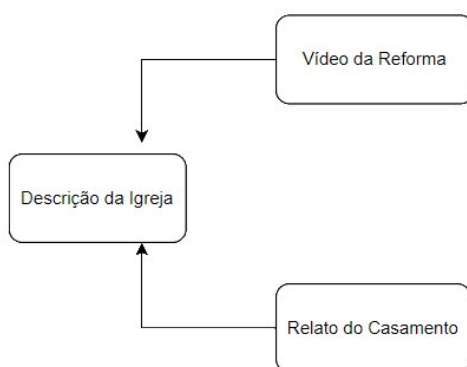 Vídeo da Reforma
Descrição da Igreja
Relato do Casamento